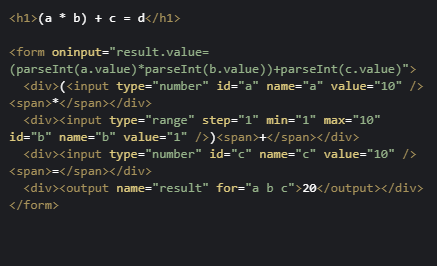 <h1>(a * b) + c = d</h1>
<form oninput="result.value=
(parseInt(a.value)*parseInt(b.value))+parseInt(c.value)">
<div>(<input type="number" id="a" name="a" value="10" />
<span>*</span></div>
<div><input type="range" step="1" min="1" max="10"
id="b" name="b" value="1" />)<span>+</span></div>
<div><input type="number" id="c" name="c" value="10" />
<span>=</span></div>
<div><output name="result" for="a b c">20</output></div>
</form>